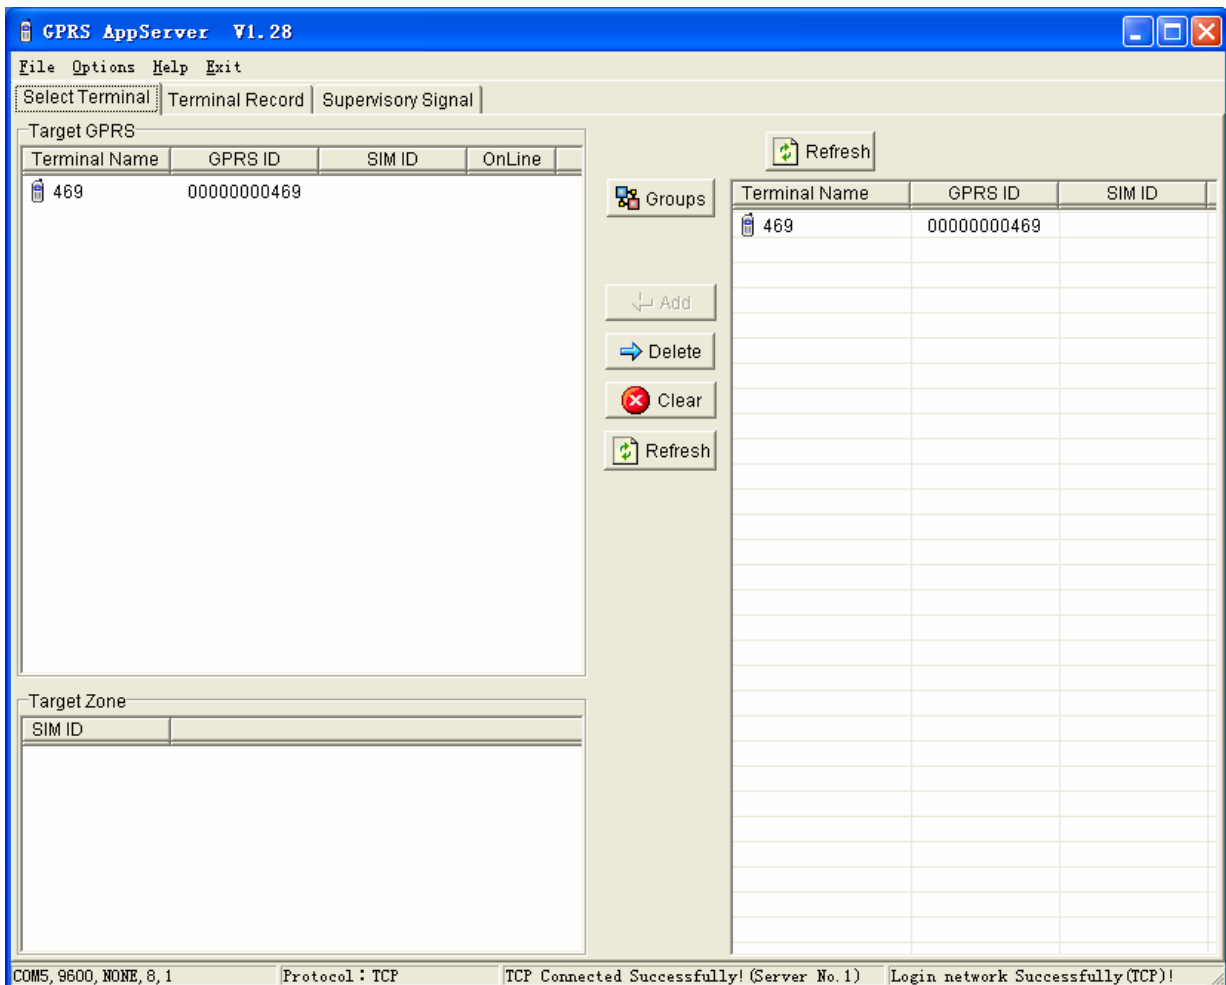 GPRS AppServer V1.28
File Options Help Exit
Select Terminal Terminal Record Supervisory Signal
Target GPRS
Terminal Name GPRS ID SIM ID OnLine
469 00000000469
Groups
Add
Delete
Clear
Refresh
Refresh
Terminal Name GPRS ID SIM ID
469 00000000469
Target Zone
SIM ID
COM5, 9600, NONE, 8, 1 Protocol：TCP TCP Connected Successfully!(Server No.1) Login network Successfully(TCP)!